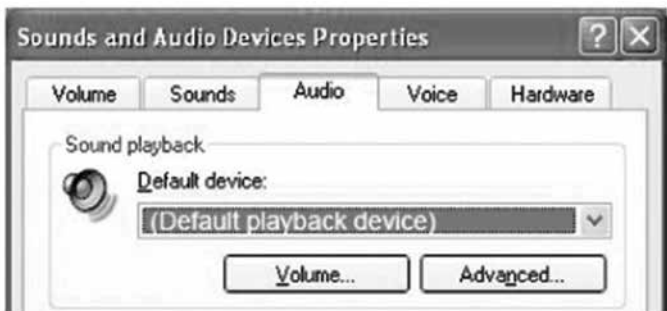 Sounds and Audio Devices Properties
Volume Sounds Audio Voice Hardware
Sound playback
Default device:
(Default playback device)
Volume... Advanced...